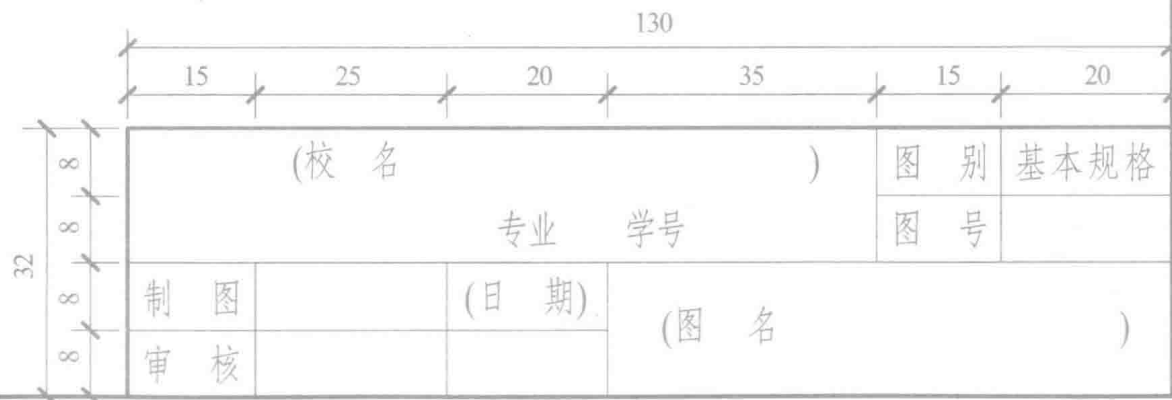 130
15 25 20 35 15 20
8 (校 名 ) 图 别 基本规格
8 专业 学号 图 号
32
8 制 图 (日 期) (图 名 )
8 审 核